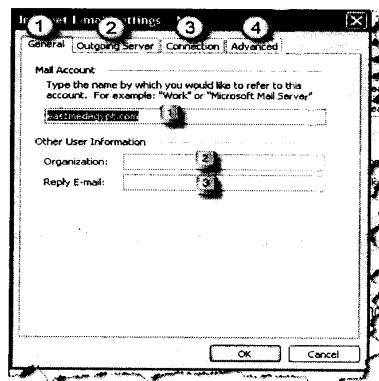 1 2 3 4
Internet E-mail Settings
General Outgoing Server Connection Advanced
Mail Account
Type the name by which you would like to refer to this
account. For example: "Work" or "Microsoft Mail Server"
eastmedegypt.com 1
Other User Information
Organization: 2
Reply E-mail: 3
OK Cancel